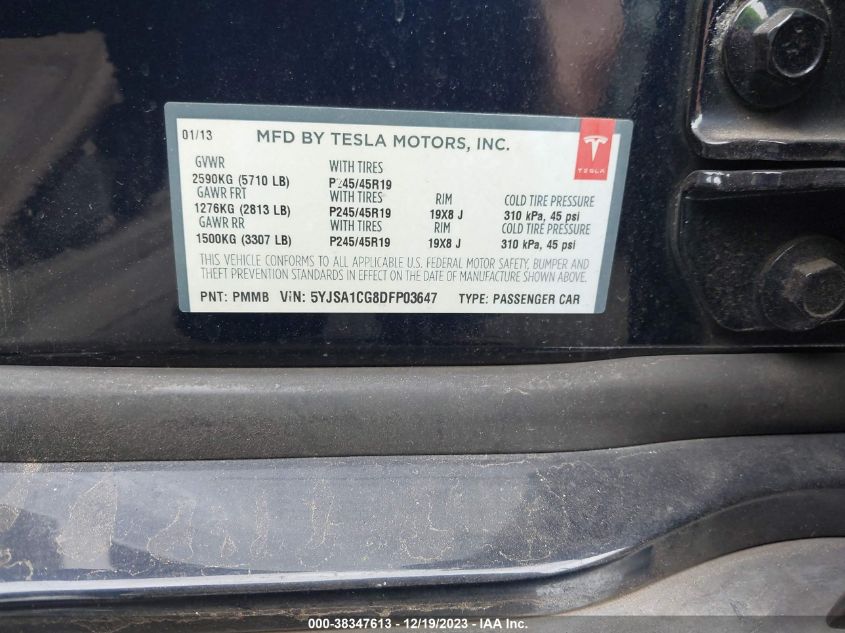 01/13 MFD BY TESLA MOTORS, INC.
TESLA
GVWR WITH TIRES
2590KG (5710 LB) P245/45R19
GAWR FRT WITH TIRES RIM COLD TIRE PRESSURE
1276KG (2813 LB) P245/45R19 19X8 J 310 kPa, 45 psi
GAWR RR WITH TIRES RIM COLD TIRE PRESSURE
1500KG (3307 LB) P245/45R19 19X8 J 310 kPa, 45 psi
THIS VEHICLE CONFORMS TO ALL APPLICABLE U.S. FEDERAL MOTOR SAFETY, BUMPER AND
THEFT PREVENTION STANDARDS IN EFFECT ON THE DATE OF MANUFACTURE SHOWN ABOVE.
PNT: PMMB VIN: 5YJSA1CG8DFP03647 TYPE: PASSENGER CAR
000-38347613 - 12/19/2023 - IAA Inc.